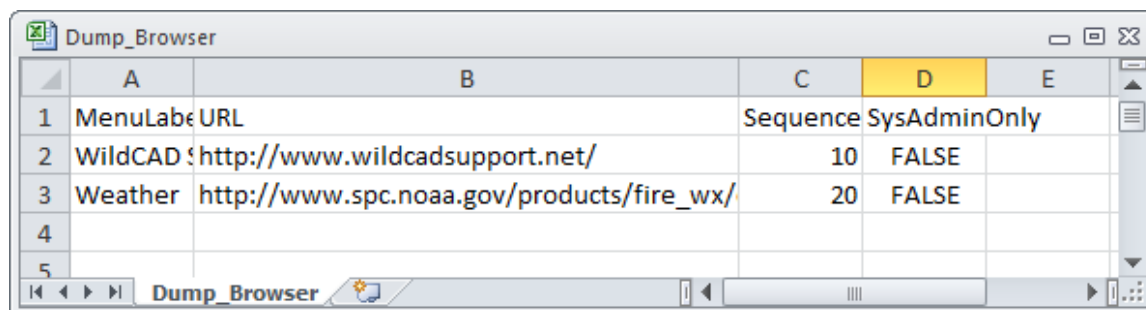 Dump_Browser
A B C D E
1 MenuLabe URL Sequence SysAdminOnly
2 WildCAD S http://www.wildcadsupport.net/ 10 FALSE
3 Weather http://www.spc.noaa.gov/products/fire_wx/ 20 FALSE
4
5
Dump_Browser